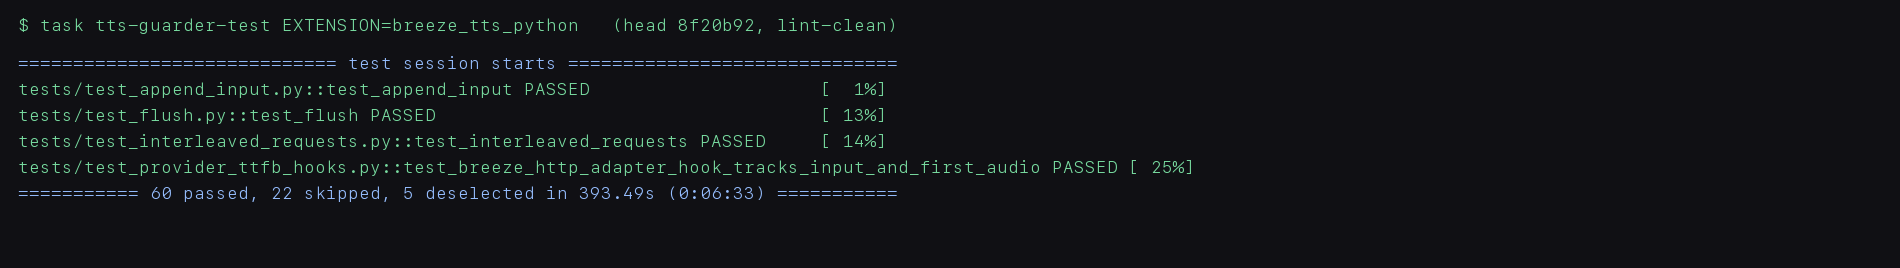 $ task tts-guarder-test EXTENSION=breeze_tts_python   (head 8f20b92, lint-clean)
============================= test session starts ==============================
tests/test_append_input.py::test_append_input PASSED                     [  1%]
tests/test_flush.py::test_flush PASSED                                   [ 13%]
tests/test_interleaved_requests.py::test_interleaved_requests PASSED     [ 14%]
tests/test_provider_ttfb_hooks.py::test_breeze_http_adapter_hook_tracks_input_and_first_audio PASSED [ 25%]
=========== 60 passed, 22 skipped, 5 deselected in 393.49s (0:06:33) ===========